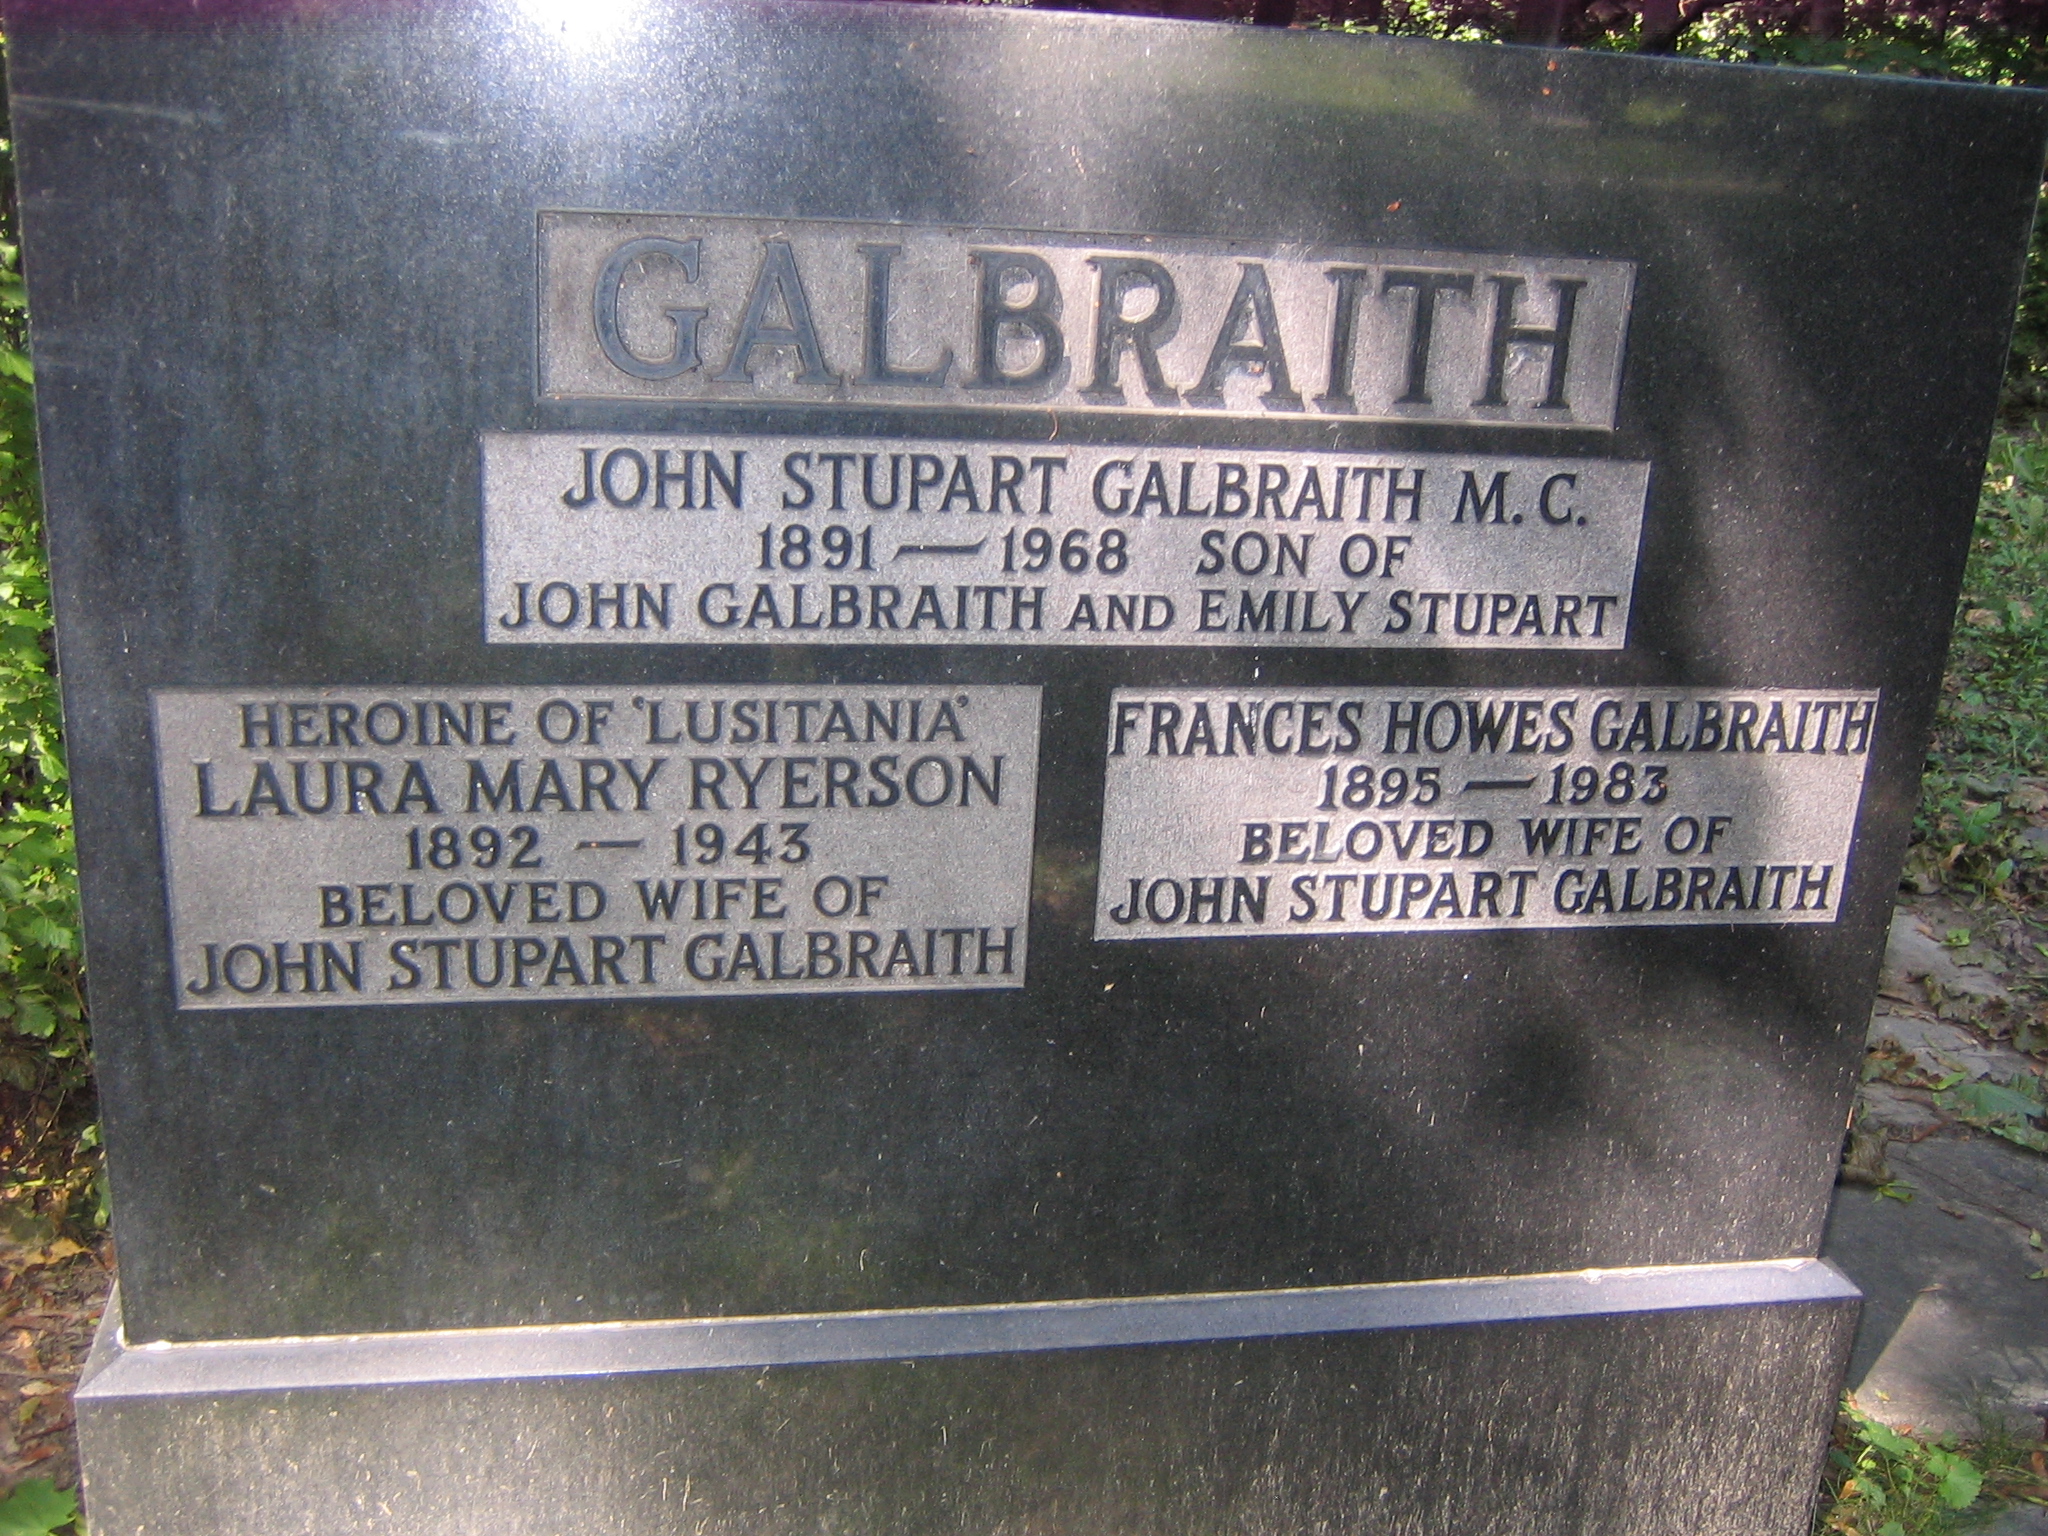 GALBRAITH
JOHN STUPART GALBRAITH M.C.
1891 — 1968 SON OF
JOHN GALBRAITH AND EMILY STUPART
HEROINE OF 'LUSITANIA'
LAURA MARY RYERSON
1892 — 1943
BELOVED WIFE OF
JOHN STUPART GALBRAITH
FRANCES HOWES GALBRAITH
1895 — 1983
BELOVED WIFE OF
JOHN STUPART GALBRAITH